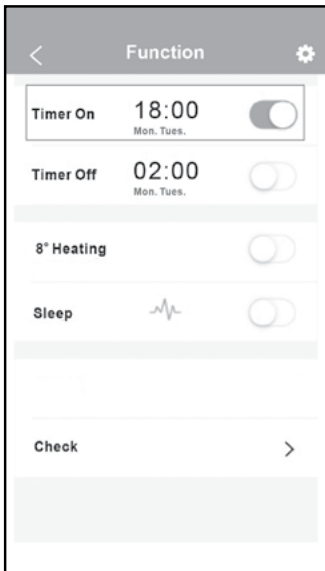 Function
Timer On 18:00
Mon. Tues.
Timer Off 02:00
Mon. Tues.
8° Heating
Sleep
Check